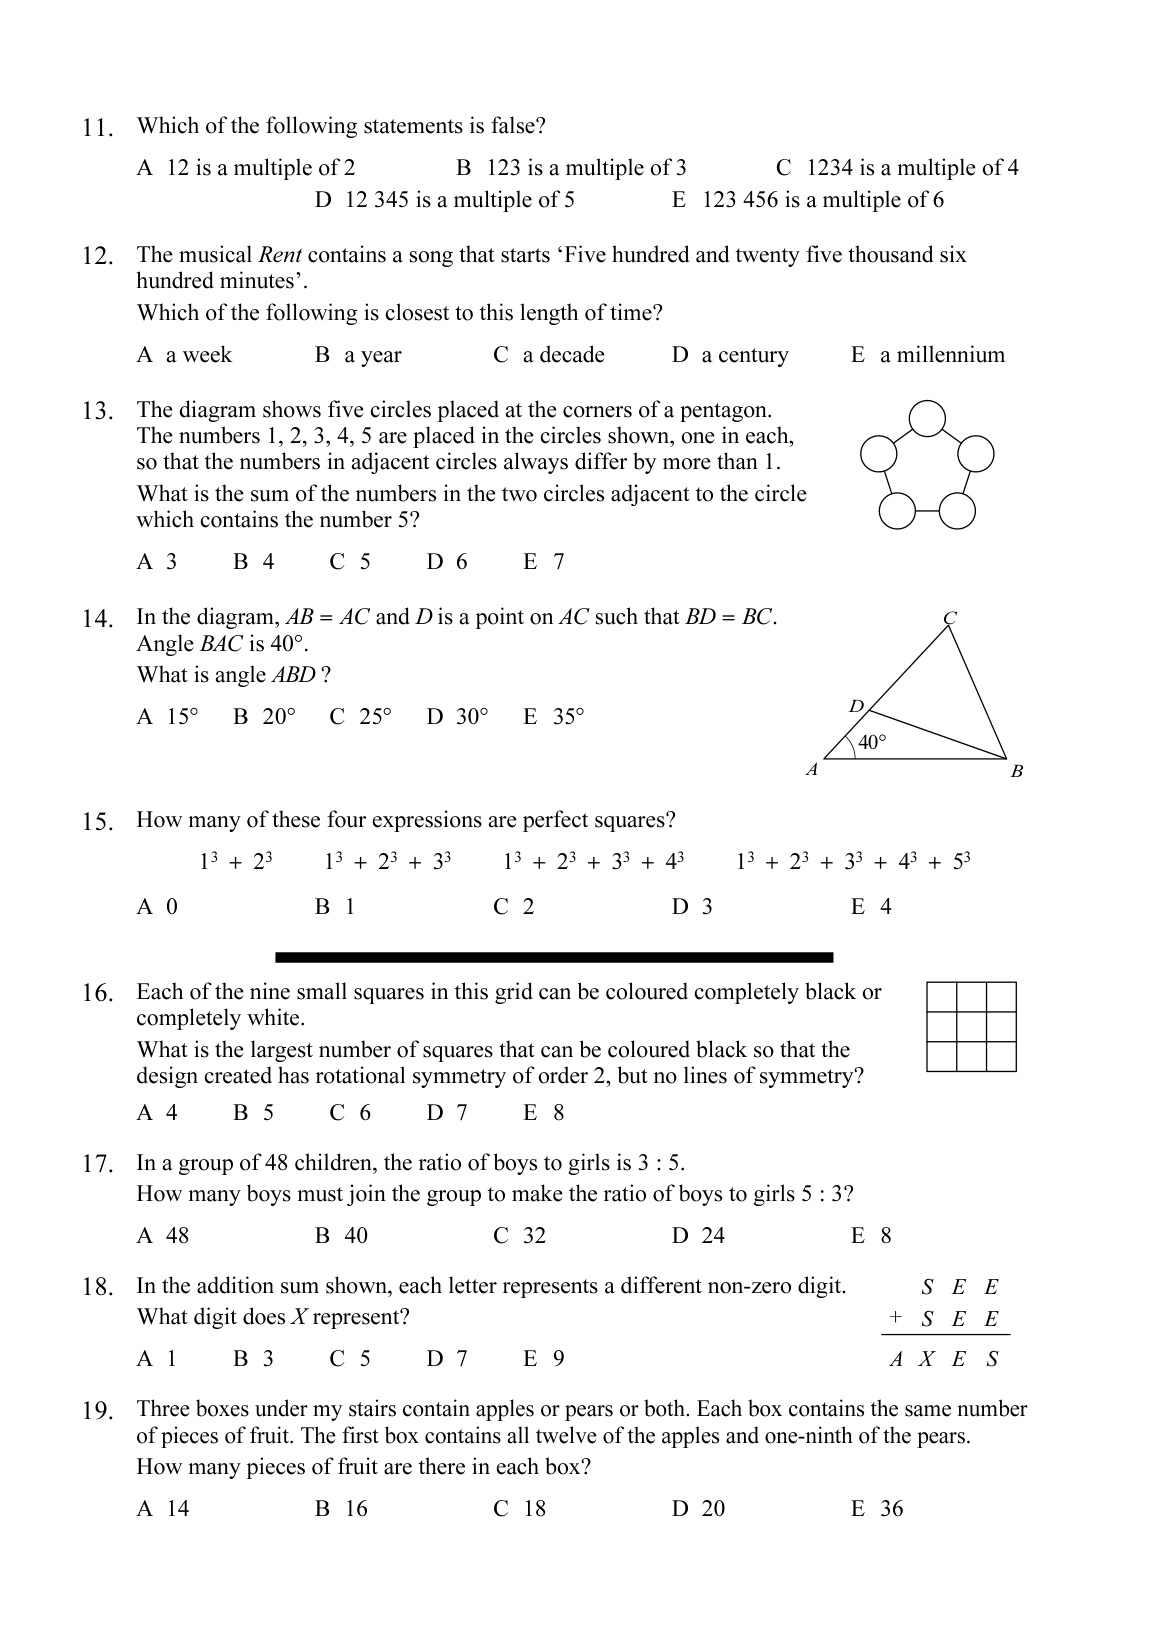 11. Which of the following statements is false?
A 12 is a multiple of 2 B 123 is a multiple of 3 C 1234 is a multiple of 4
D 12 345 is a multiple of 5 E 123 456 is a multiple of 6
12. The musical Rent contains a song that starts ‘Five hundred and twenty five thousand six
hundred minutes’.
Which of the following is closest to this length of time?
A a week B a year C a decade D a century E a millennium
13. The diagram shows five circles placed at the corners of a pentagon.
The numbers 1, 2, 3, 4, 5 are placed in the circles shown, one in each,
so that the numbers in adjacent circles always differ by more than 1.
What is the sum of the numbers in the two circles adjacent to the circle
which contains the number 5?
A 3 B 4 C 5 D 6 E 7
14. In the diagram, AB = AC and D is a point on AC such that BD = BC.
Angle BAC is 40°.
What is angle ABD ?
A 15° B 20° C 25° D 30° E 35°
C
D
40°
A
B
15. How many of these four expressions are perfect squares?
1³ + 2³ 1³ + 2³ + 3³ 1³ + 2³ + 3³ + 4³ 1³ + 2³ + 3³ + 4³ + 5³
A 0 B 1 C 2 D 3 E 4
16. Each of the nine small squares in this grid can be coloured completely black or
completely white.
What is the largest number of squares that can be coloured black so that the
design created has rotational symmetry of order 2, but no lines of symmetry?
A 4 B 5 C 6 D 7 E 8
17. In a group of 48 children, the ratio of boys to girls is 3 : 5.
How many boys must join the group to make the ratio of boys to girls 5 : 3?
A 48 B 40 C 32 D 24 E 8
18. In the addition sum shown, each letter represents a different non-zero digit.
What digit does X represent?
A 1 B 3 C 5 D 7 E 9
S E E
+ S E E
A X E S
19. Three boxes under my stairs contain apples or pears or both. Each box contains the same number
of pieces of fruit. The first box contains all twelve of the apples and one-ninth of the pears.
How many pieces of fruit are there in each box?
A 14 B 16 C 18 D 20 E 36